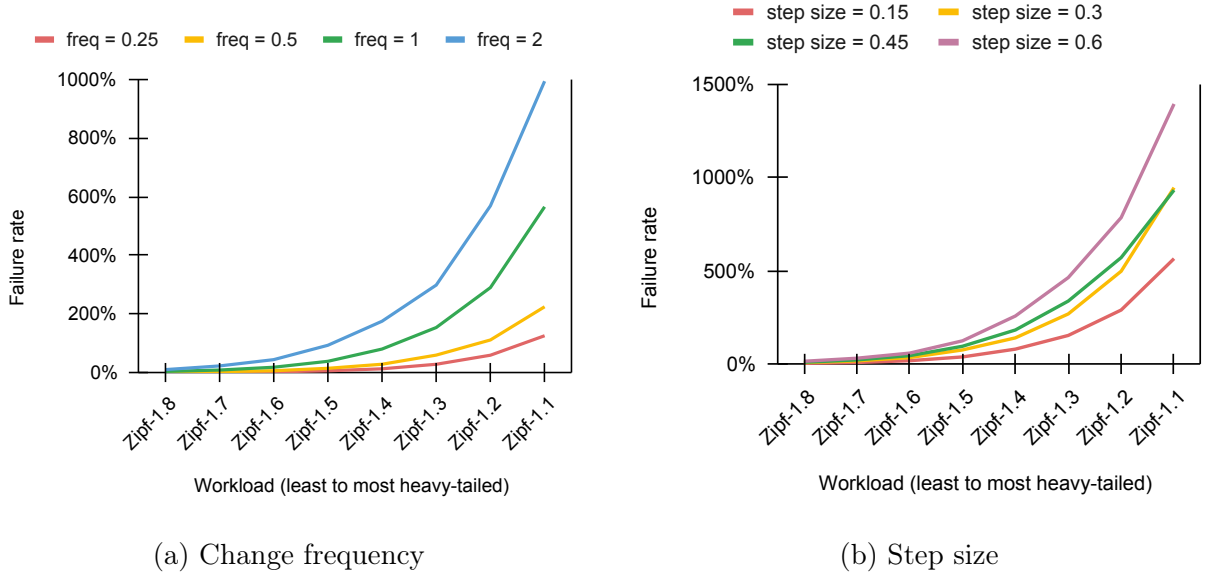 freq = 0.25 freq = 0.5 freq = 1 freq = 2
1000%
800%
600%
400%
200%
0%
Failure rate
Zipf-1.8 Zipf-1.7 Zipf-1.6 Zipf-1.5 Zipf-1.4 Zipf-1.3 Zipf-1.2 Zipf-1.1
Workload (least to most heavy-tailed)
(a) Change frequency
step size = 0.15 step size = 0.3
step size = 0.45 step size = 0.6
1500%
1000%
500%
0%
Failure rate
Zipf-1.8 Zipf-1.7 Zipf-1.6 Zipf-1.5 Zipf-1.4 Zipf-1.3 Zipf-1.2 Zipf-1.1
Workload (least to most heavy-tailed)
(b) Step size